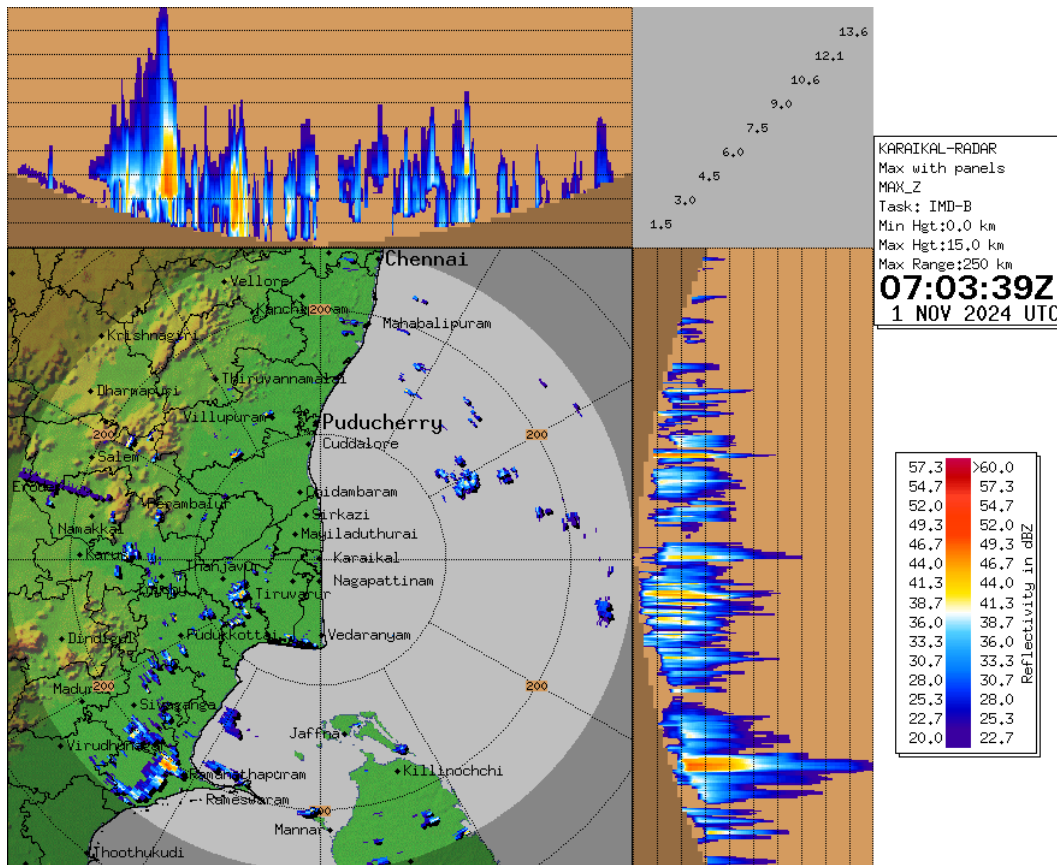 13.6
12.1
10.6
9.0
7.5
6.0
4.5
3.0
1.5
KARAIKAL-RADAR
Max with panels
MAX_Z
Task: IMD-B
Min Hgt:0.0 km
Max Hgt:15.0 km
Max Range:250 km
07:03:39Z
1 NOV 2024 UTC
Chennai
Vellore
200
Mahabalipuram
Krishnagiri
Thiruvannamalai
Dharmapuri
Villupuram
Puducherry
200
200
Cuddalore
Salem
Chidambaram
Perambalur
Sirkazi
Namakkal
Mayiladuthurai
Karur
Karaikal
Thanjavur
Nagapattinam
Tiruvarur
Dindigul
Pudukkottai
Vedaranyam
200
200
Sivaganga
Jaffna
Virudhunagar
Ramanathapuram
Killinochchi
Rameswaram
Mannar
Thoothukudi
57.3 >60.0
54.7 57.3
52.0 54.7
49.3 52.0
46.7 49.3
44.0 46.7
41.3 44.0
38.7 41.3
36.0 38.7
33.3 36.0
30.7 33.3
28.0 30.7
25.3 28.0
22.7 25.3
20.0 22.7
Reflectivity in dBZ